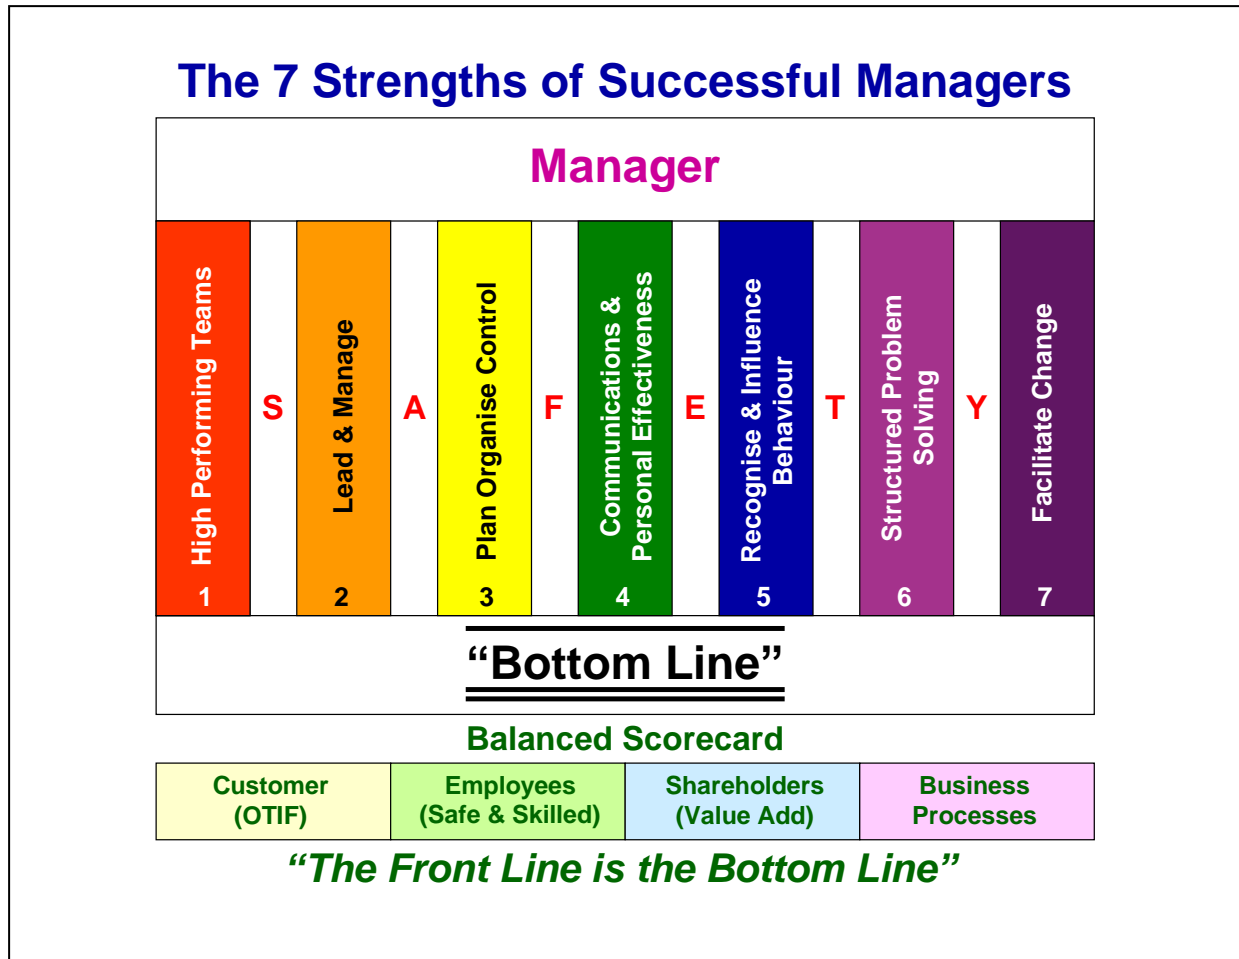 The 7 Strengths of Successful Managers
Manager
High Performing Teams
1
S
Lead & Manage
2
A
Plan Organise Control
3
F
Communications &
Personal Effectiveness
4
E
Recognise & Influence
Behaviour
5
T
Structured Problem
Solving
6
Y
Facilitate Change
7
“Bottom Line”
Balanced Scorecard
Customer
(OTIF)
Employees
(Safe & Skilled)
Shareholders
(Value Add)
Business
Processes
“The Front Line is the Bottom Line”